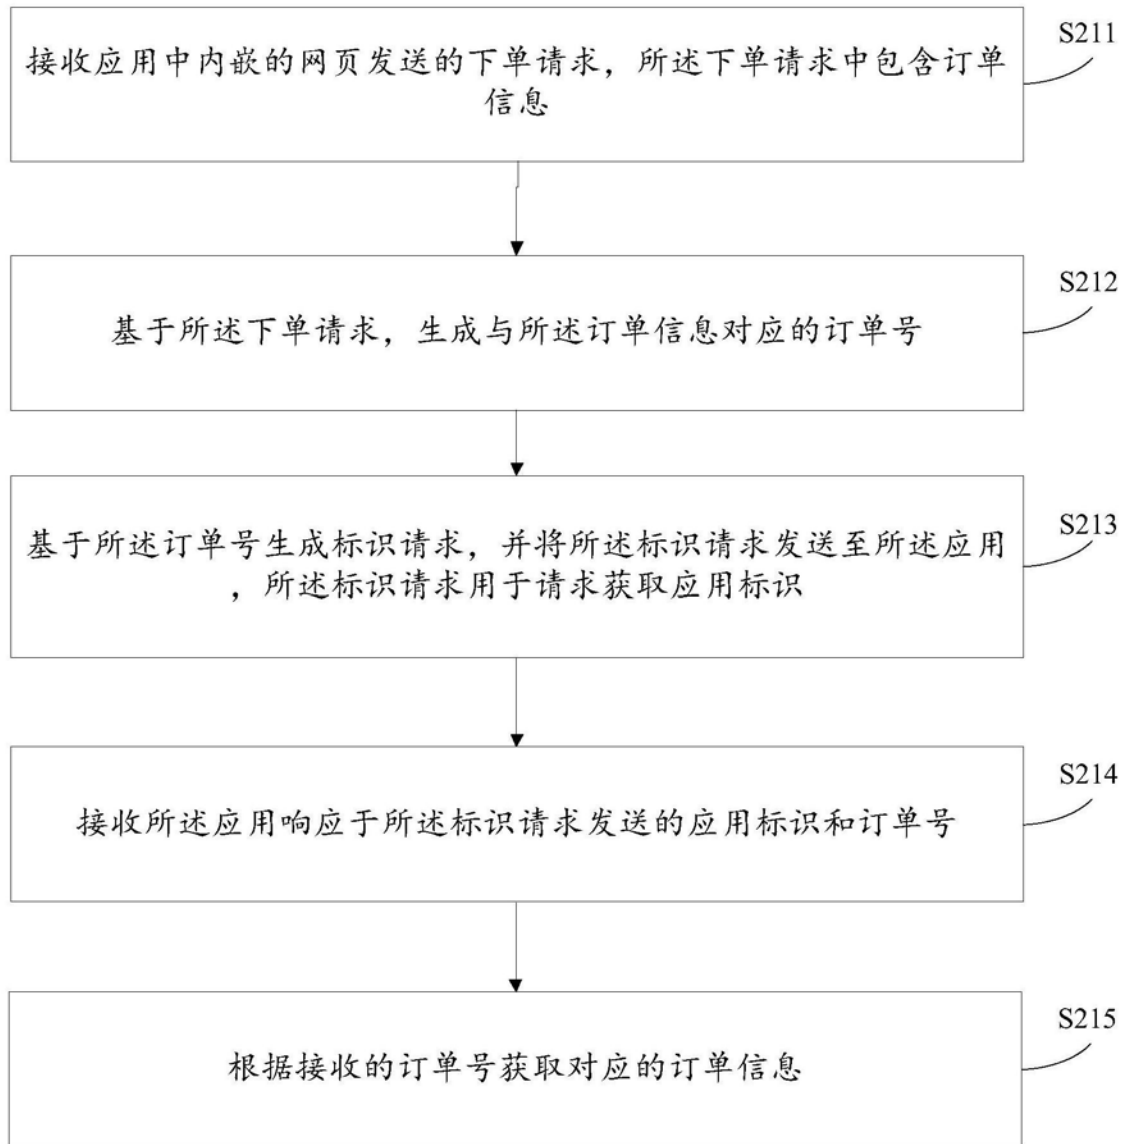 S211
接收应用中内嵌的网页发送的下单请求，所述下单请求中包含订单
信息
S212
基于所述下单请求，生成与所述订单信息对应的订单号
S213
基于所述订单号生成标识请求，并将所述标识请求发送至所述应用
，所述标识请求用于请求获取应用标识
S214
接收所述应用响应于所述标识请求发送的应用标识和订单号
S215
根据接收的订单号获取对应的订单信息